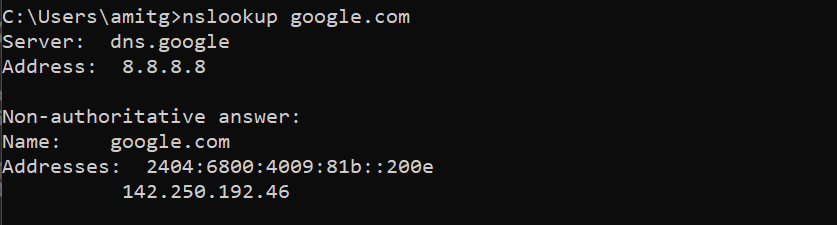 C:\Users\amitg>nslookup google.com
Server:  dns.google
Address:  8.8.8.8

Non-authoritative answer:
Name:    google.com
Addresses:  2404:6800:4009:81b::200e
          142.250.192.46